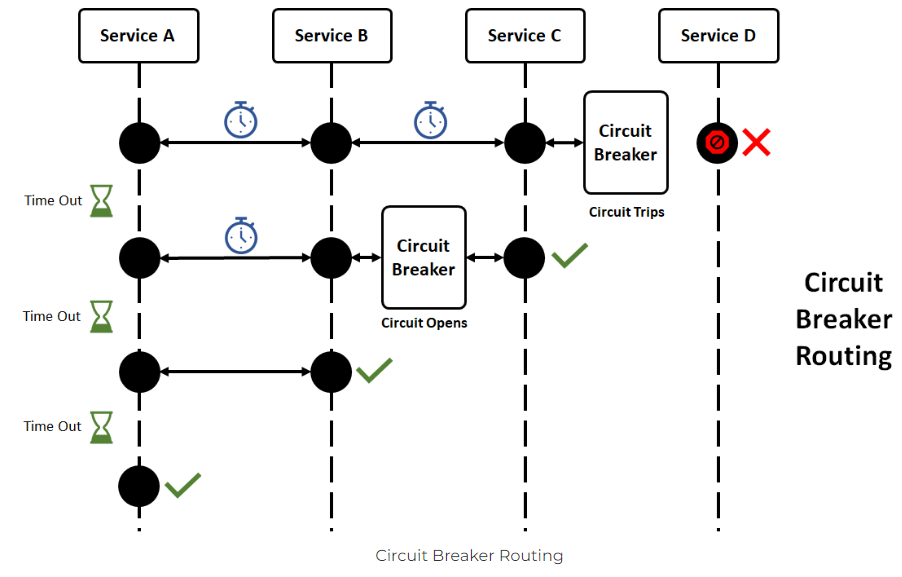 Service A
Service B
Service C
Service D
Circuit
Breaker
Circuit Trips
Time Out
Circuit
Breaker
Circuit Opens
Time Out
Time Out
Circuit
Breaker
Routing
Circuit Breaker Routing